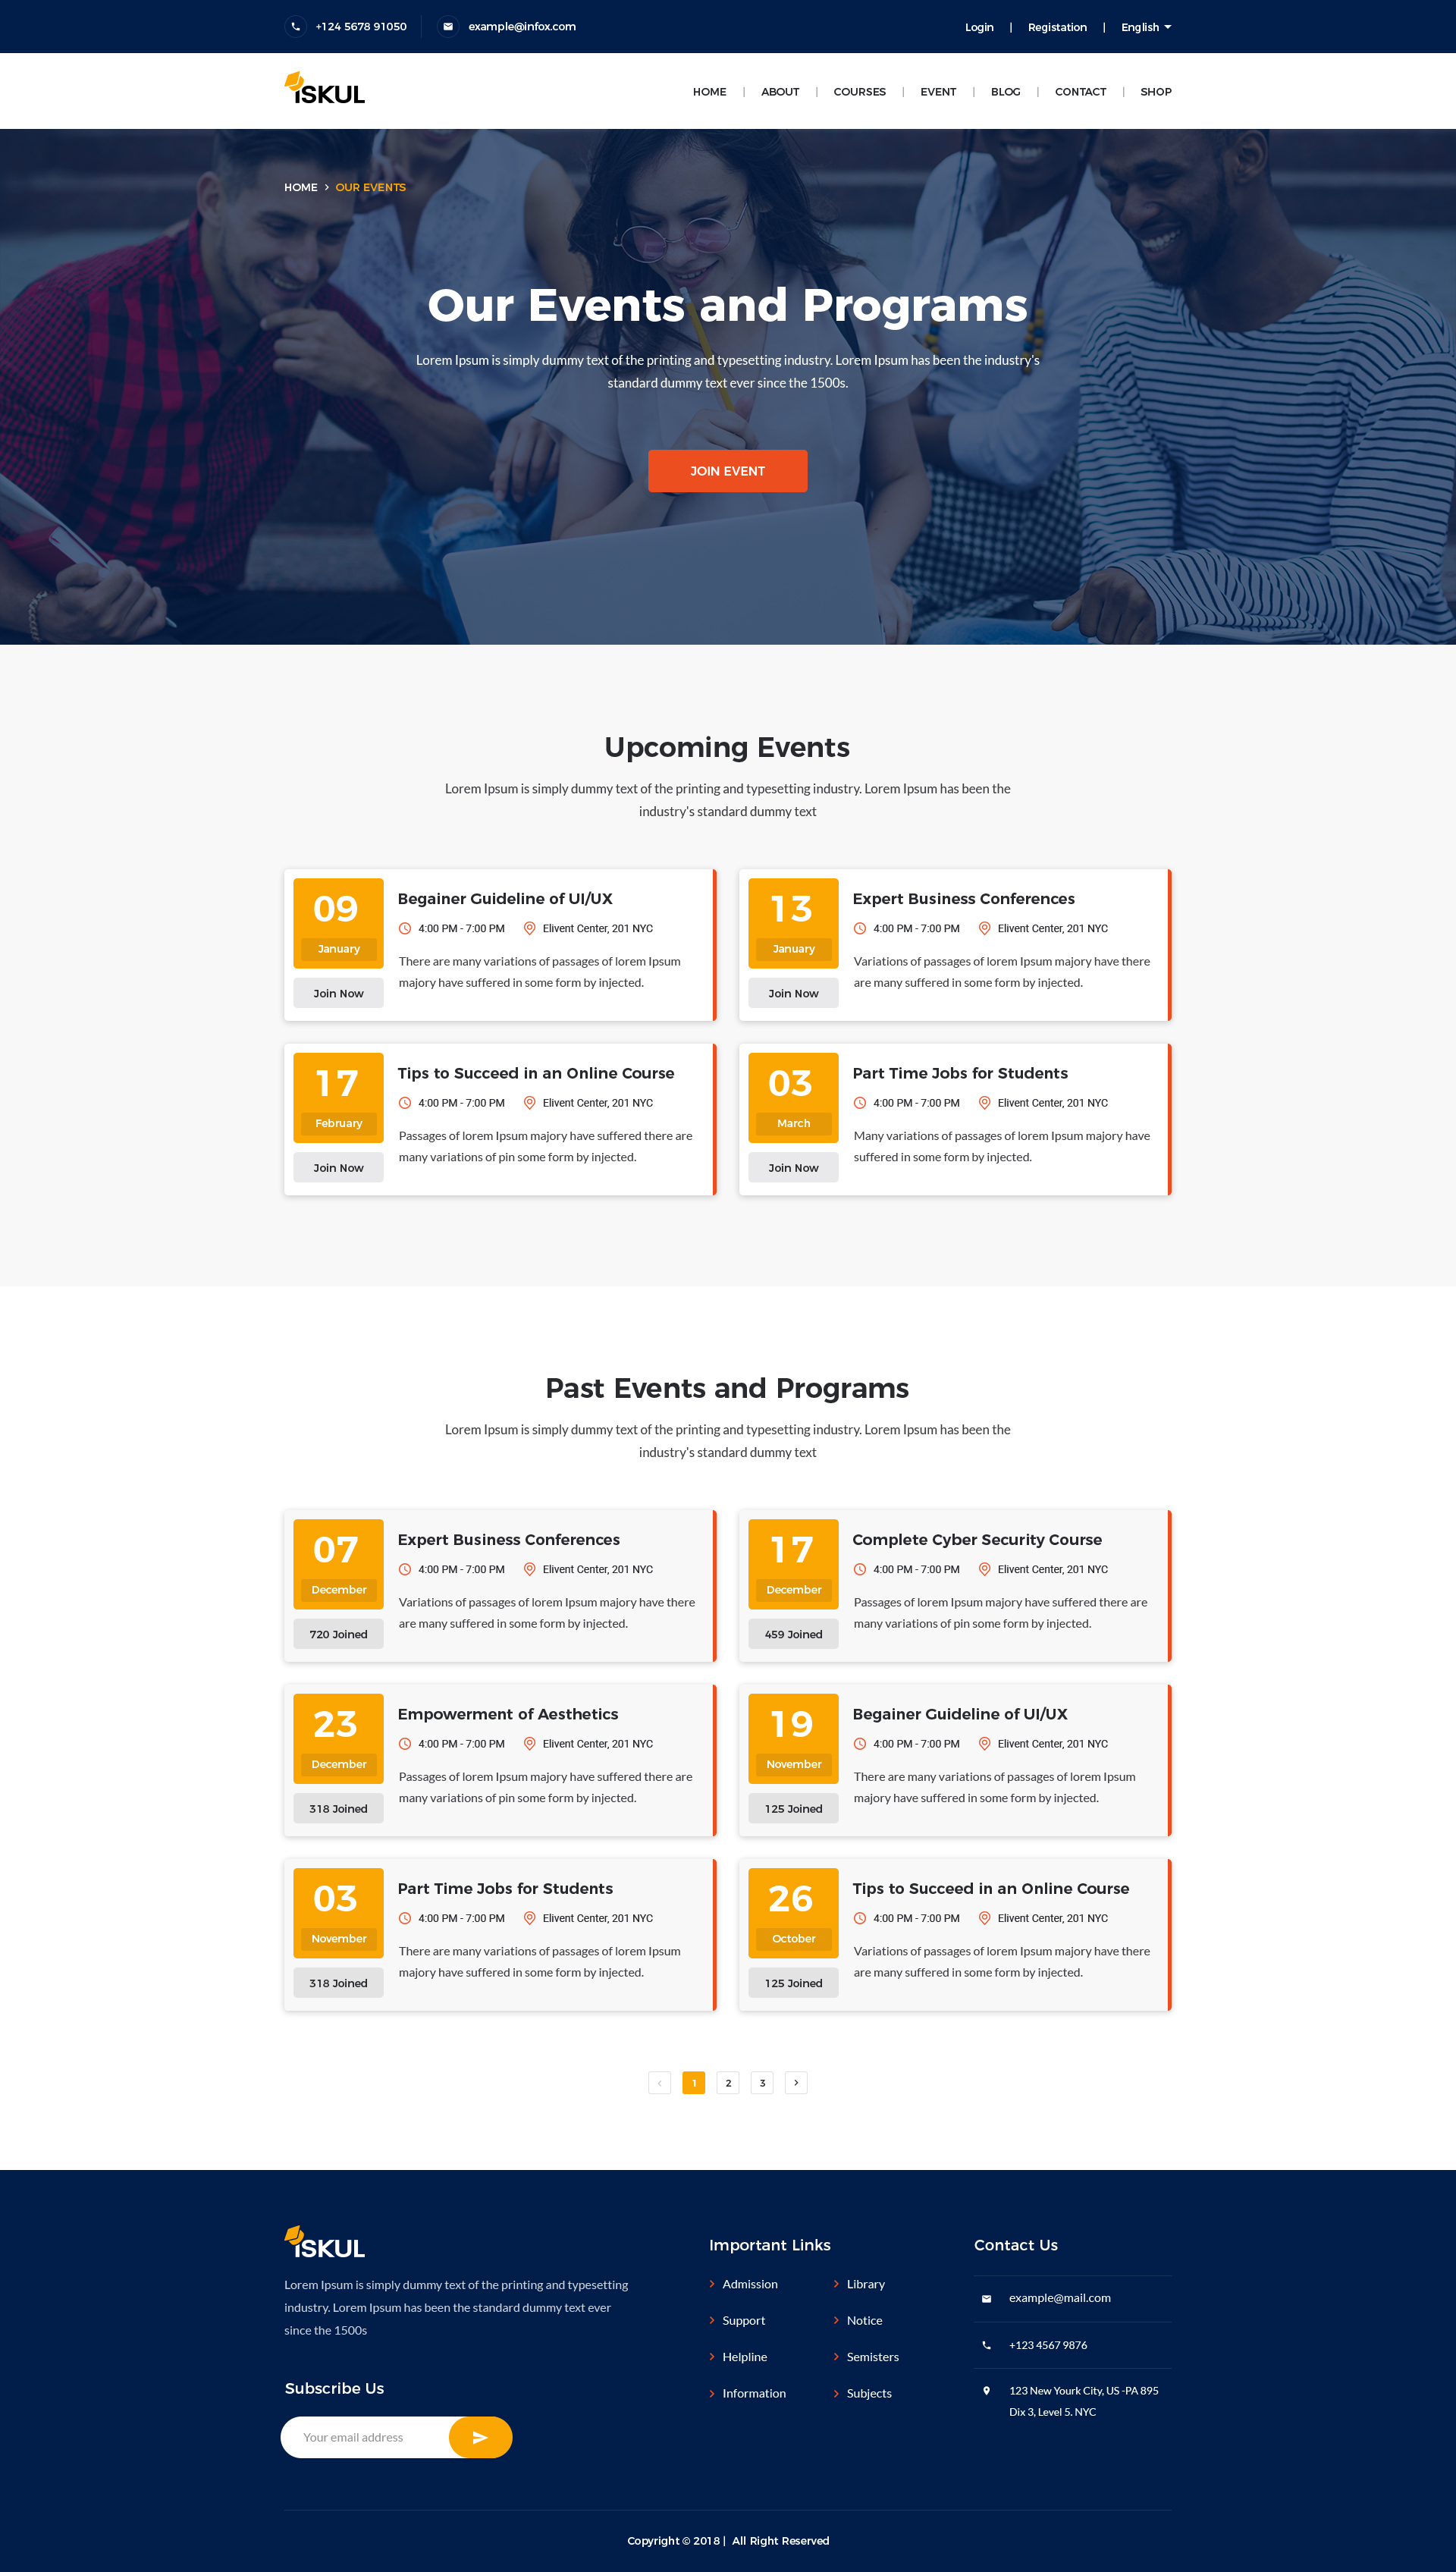 +124 5678 91050
example@infox.com
Login | Registation | English
ISKUL
HOME | ABOUT | COURSES | EVENT | BLOG | CONTACT | SHOP
HOME > OUR EVENTS
Our Events and Programs
Lorem Ipsum is simply dummy text of the printing and typesetting industry. Lorem Ipsum has been the industry's
standard dummy text ever since the 1500s.
JOIN EVENT
Upcoming Events
Lorem Ipsum is simply dummy text of the printing and typesetting industry. Lorem Ipsum has been the
industry's standard dummy text
09
January
Join Now
Begainer Guideline of UI/UX
4:00 PM - 7:00 PM
Elivent Center, 201 NYC
There are many variations of passages of lorem Ipsum
majory have suffered in some form by injected.
13
January
Join Now
Expert Business Conferences
4:00 PM - 7:00 PM
Elivent Center, 201 NYC
Variations of passages of lorem Ipsum majory have there
are many suffered in some form by injected.
17
February
Join Now
Tips to Succeed in an Online Course
4:00 PM - 7:00 PM
Elivent Center, 201 NYC
Passages of lorem Ipsum majory have suffered there are
many variations of pin some form by injected.
03
March
Join Now
Part Time Jobs for Students
4:00 PM - 7:00 PM
Elivent Center, 201 NYC
Many variations of passages of lorem Ipsum majory have
suffered in some form by injected.
Past Events and Programs
Lorem Ipsum is simply dummy text of the printing and typesetting industry. Lorem Ipsum has been the
industry's standard dummy text
07
December
720 Joined
Expert Business Conferences
4:00 PM - 7:00 PM
Elivent Center, 201 NYC
Variations of passages of lorem Ipsum majory have there
are many suffered in some form by injected.
17
December
459 Joined
Complete Cyber Security Course
4:00 PM - 7:00 PM
Elivent Center, 201 NYC
Passages of lorem Ipsum majory have suffered there are
many variations of pin some form by injected.
23
December
318 Joined
Empowerment of Aesthetics
4:00 PM - 7:00 PM
Elivent Center, 201 NYC
Passages of lorem Ipsum majory have suffered there are
many variations of pin some form by injected.
19
November
125 Joined
Begainer Guideline of UI/UX
4:00 PM - 7:00 PM
Elivent Center, 201 NYC
There are many variations of passages of lorem Ipsum
majory have suffered in some form by injected.
03
November
318 Joined
Part Time Jobs for Students
4:00 PM - 7:00 PM
Elivent Center, 201 NYC
There are many variations of passages of lorem Ipsum
majory have suffered in some form by injected.
26
October
125 Joined
Tips to Succeed in an Online Course
4:00 PM - 7:00 PM
Elivent Center, 201 NYC
Variations of passages of lorem Ipsum majory have there
are many suffered in some form by injected.
< 1 2 3 >
ISKUL
Lorem Ipsum is simply dummy text of the printing and typesetting
industry. Lorem Ipsum has been the standard dummy text ever
since the 1500s
Subscribe Us
Your email address
Important Links
Admission
Support
Helpline
Information
Library
Notice
Semisters
Subjects
Contact Us
example@mail.com
+123 4567 9876
123 New Yourk City, US -PA 895
Dix 3, Level 5. NYC
Copyright © 2018 | All Right Reserved